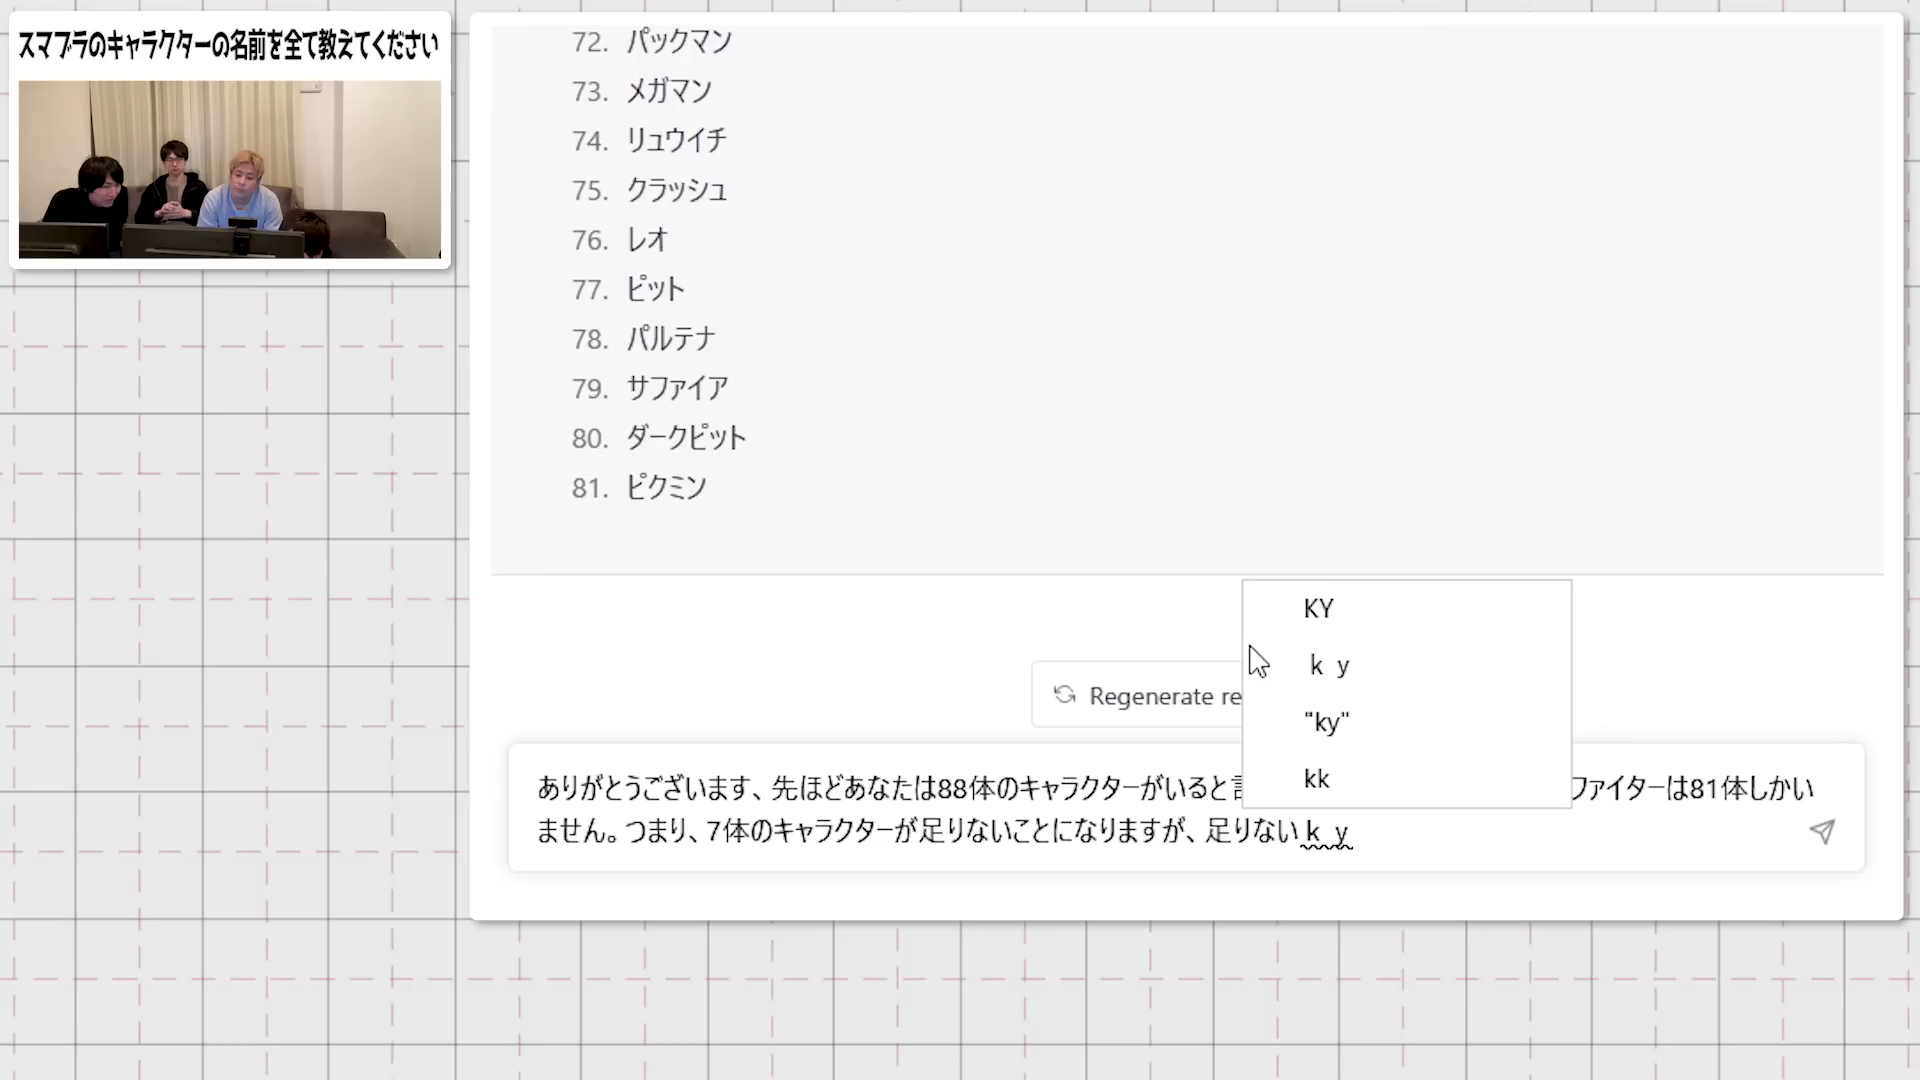 スマブラのキャラクターの名前を全て教えてください
72. パックマン
73. メガマン
74. リュウイチ
75. クラッシュ
76. レオ
77. ピット
78. パルテナ
79. サファイア
80. ダークピット
81. ピクミン
KY
k y
"ky"
kk
Regenerate re
ありがとうございます、先ほどあなたは88体のキャラクターがいると言 ファイターは81体しかい
ません。つまり、7体のキャラクターが足りないことになりますが、足りないk y